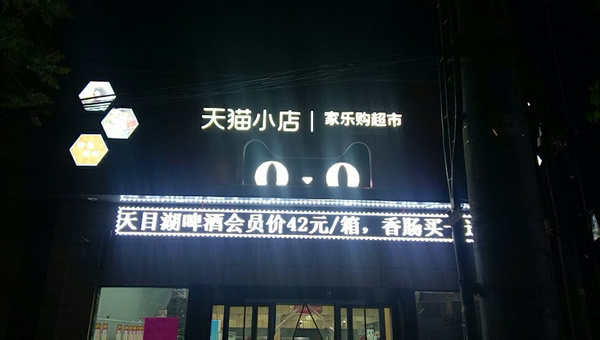 天猫小店 | 家乐购超市
天目湖啤酒会员价42元/箱，香肠买一送